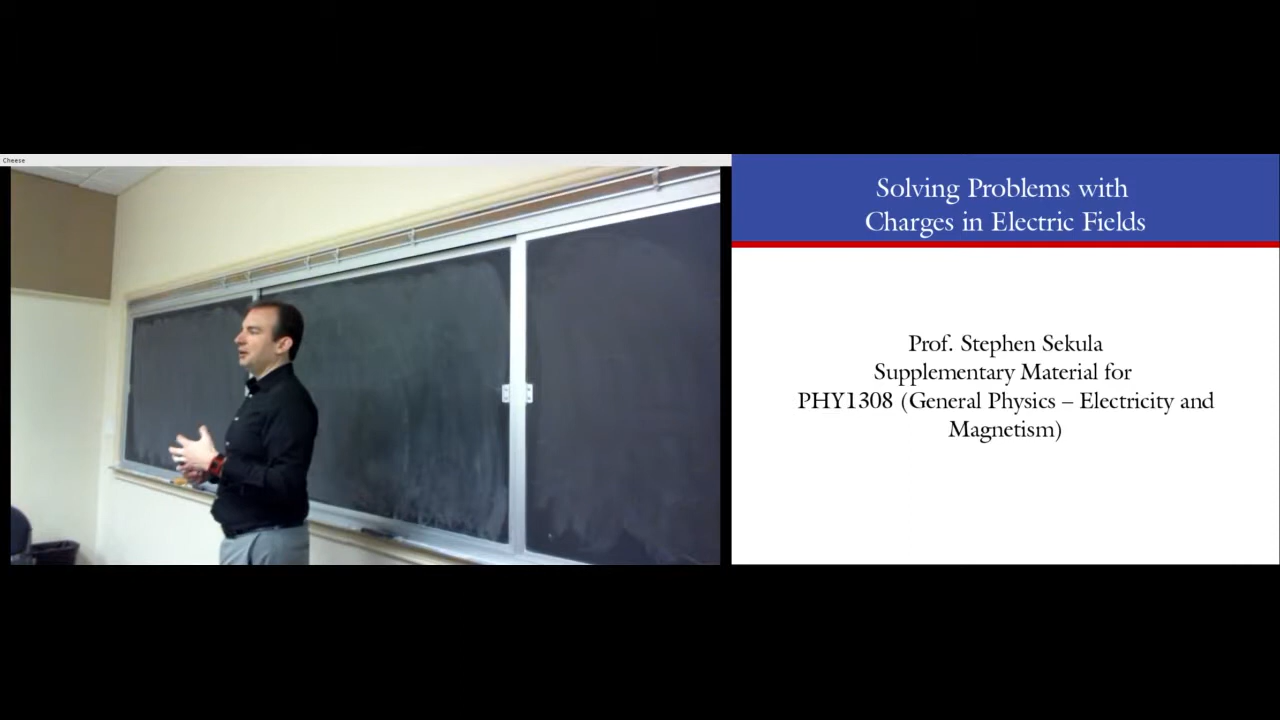 Cheese
Solving Problems with
Charges in Electric Fields
Prof. Stephen Sekula
Supplementary Material for
PHY1308 (General Physics – Electricity and
Magnetism)